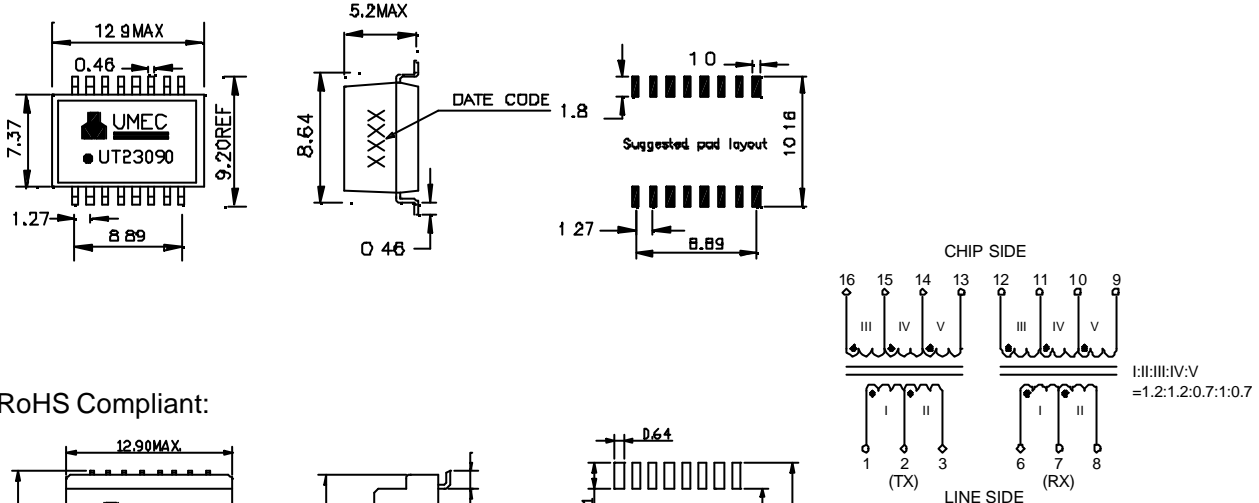 12 9MAX
0.46
7.37
UMEC
UT23090
9.20REF
1.27
8 89
5.2MAX
8.64
XXXX
DATE CODE
0 46
1 0
1.8
Suggested pad layout
10 16
1 27
8.89
CHIP SIDE
16 15 14 13 12 11 10 9
III IV V III IV V
I:II:III:IV:V
=1.2:1.2:0.7:1:0.7
I II I II
1 2 3 6 7 8
(TX) (RX)
LINE SIDE
RoHS Compliant:
12.90MAX.
0.64